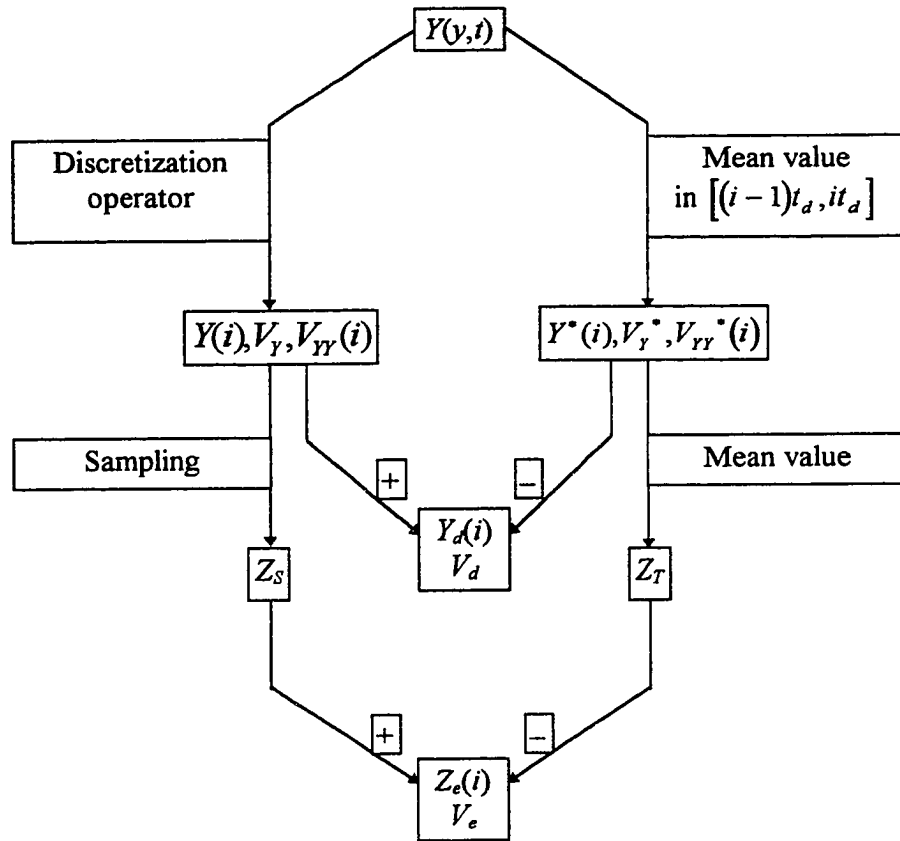 Y(y,t)
Discretization
operator
Mean value
in [(i − 1)t_d , it_d]
Y(i), V_Y, V_YY(i)
Y*(i), V_Y*, V_YY*(i)
Sampling
Mean value
+
−
Y_d(i)
V_d
Z_S
Z_T
+
−
Z_e(i)
V_e